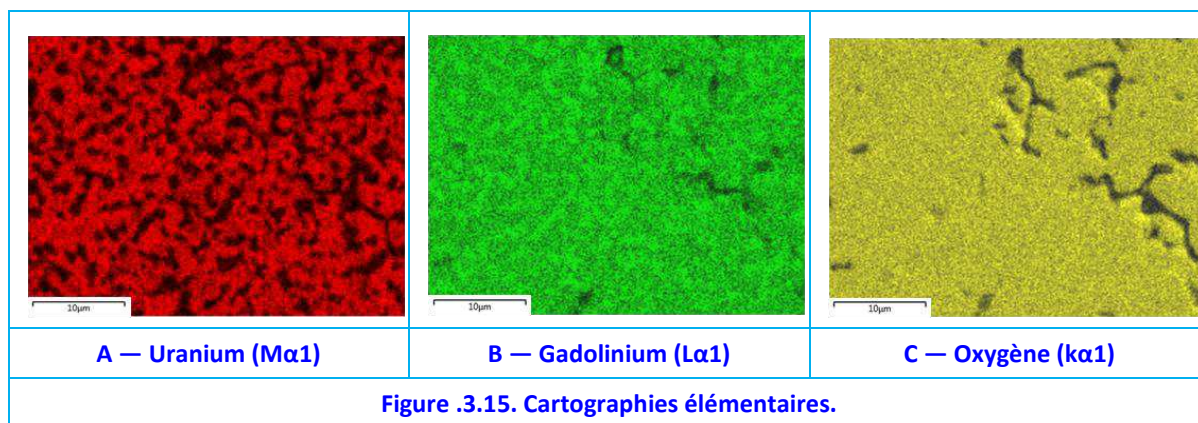 10µm
10µm
10µm
A — Uranium (Mα1)
B — Gadolinium (Lα1)
C — Oxygène (kα1)
Figure .3.15. Cartographies élémentaires.